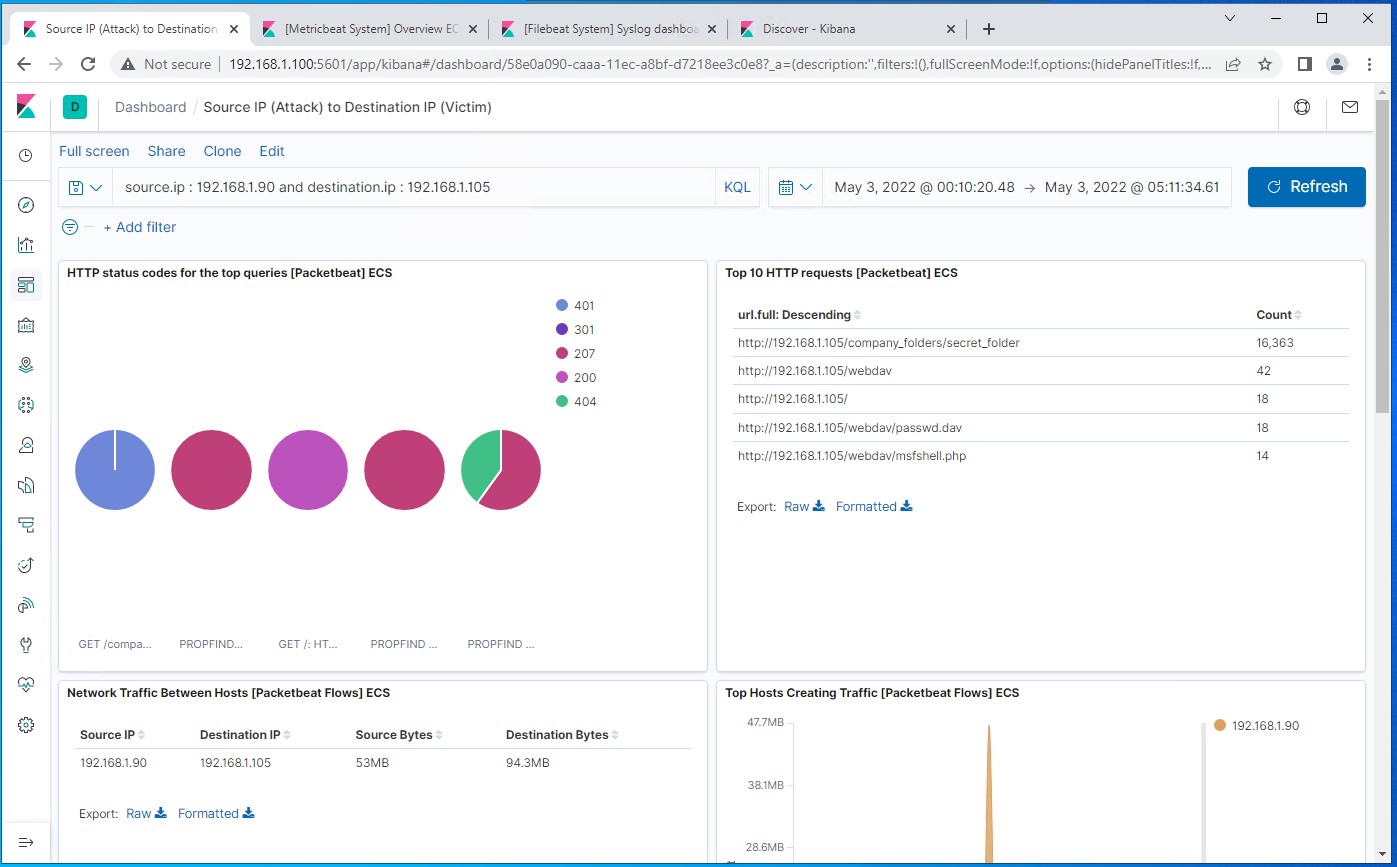 Source IP (Attack) to Destination
[Metricbeat System] Overview EC
[Filebeat System] Syslog dashboa
Discover - Kibana
Not secure
192.168.1.100:5601/app/kibana#/dashboard/58e0a090-caaa-11ec-a8bf-d7218ee3c0e8?_a=(description:'',filters:!(),fullScreenMode:!f,options:(hidePanelTitles:!f,...
D
Dashboard / Source IP (Attack) to Destination IP (Victim)
Full screen Share Clone Edit
source.ip : 192.168.1.90 and destination.ip : 192.168.1.105 KQL
May 3, 2022 @ 00:10:20.48 → May 3, 2022 @ 05:11:34.61
Refresh
+ Add filter
HTTP status codes for the top queries [Packetbeat] ECS
401
301
207
200
404
GET /compa... PROPFIND... GET /: HT... PROPFIND ... PROPFIND ...
Top 10 HTTP requests [Packetbeat] ECS
url.full: Descending Count
http://192.168.1.105/company_folders/secret_folder 16,363
http://192.168.1.105/webdav 42
http://192.168.1.105/ 18
http://192.168.1.105/webdav/passwd.dav 18
http://192.168.1.105/webdav/msfshell.php 14
Export: Raw Formatted
Network Traffic Between Hosts [Packetbeat Flows] ECS
Source IP Destination IP Source Bytes Destination Bytes
192.168.1.90 192.168.1.105 53MB 94.3MB
Export: Raw Formatted
Top Hosts Creating Traffic [Packetbeat Flows] ECS
47.7MB
38.1MB
28.6MB
192.168.1.90